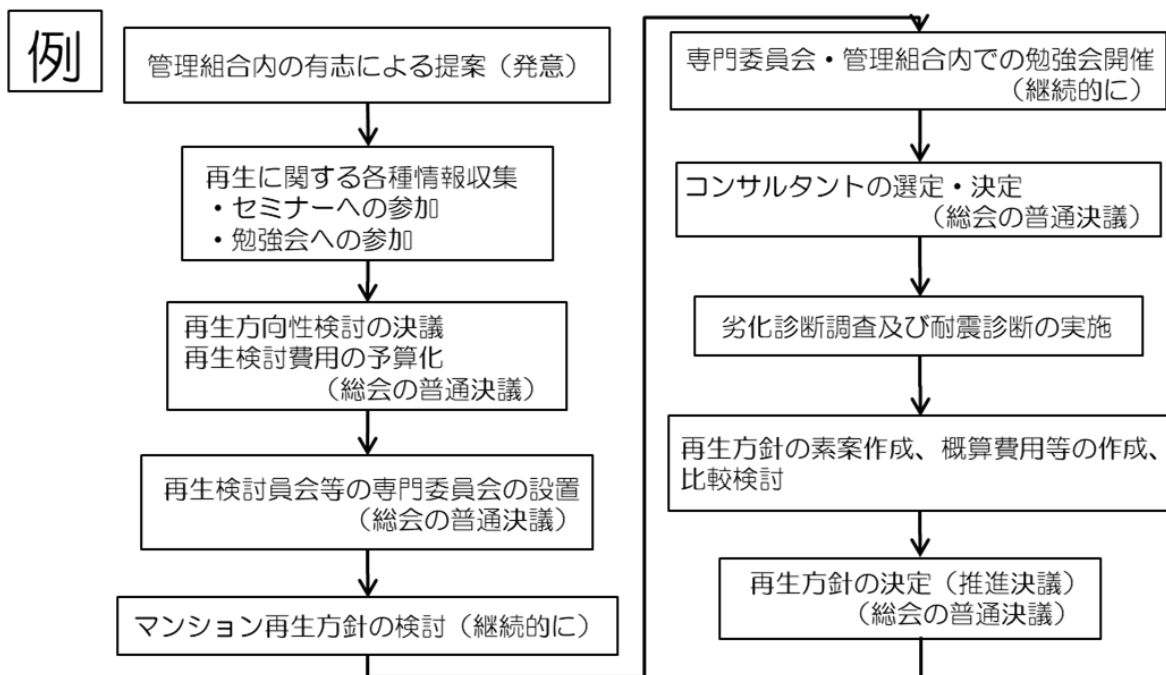 例
管理組合内の有志による提案（発意）
再生に関する各種情報収集
・セミナーへの参加
・勉強会への参加
再生方向性検討の決議
再生検討費用の予算化
（総会の普通決議）
再生検討員会等の専門委員会の設置
（総会の普通決議）
マンション再生方針の検討（継続的に）
専門委員会・管理組合内での勉強会開催
（継続的に）
コンサルタントの選定・決定
（総会の普通決議）
劣化診断調査及び耐震診断の実施
再生方針の素案作成、概算費用等の作成、
比較検討
再生方針の決定（推進決議）
（総会の普通決議）